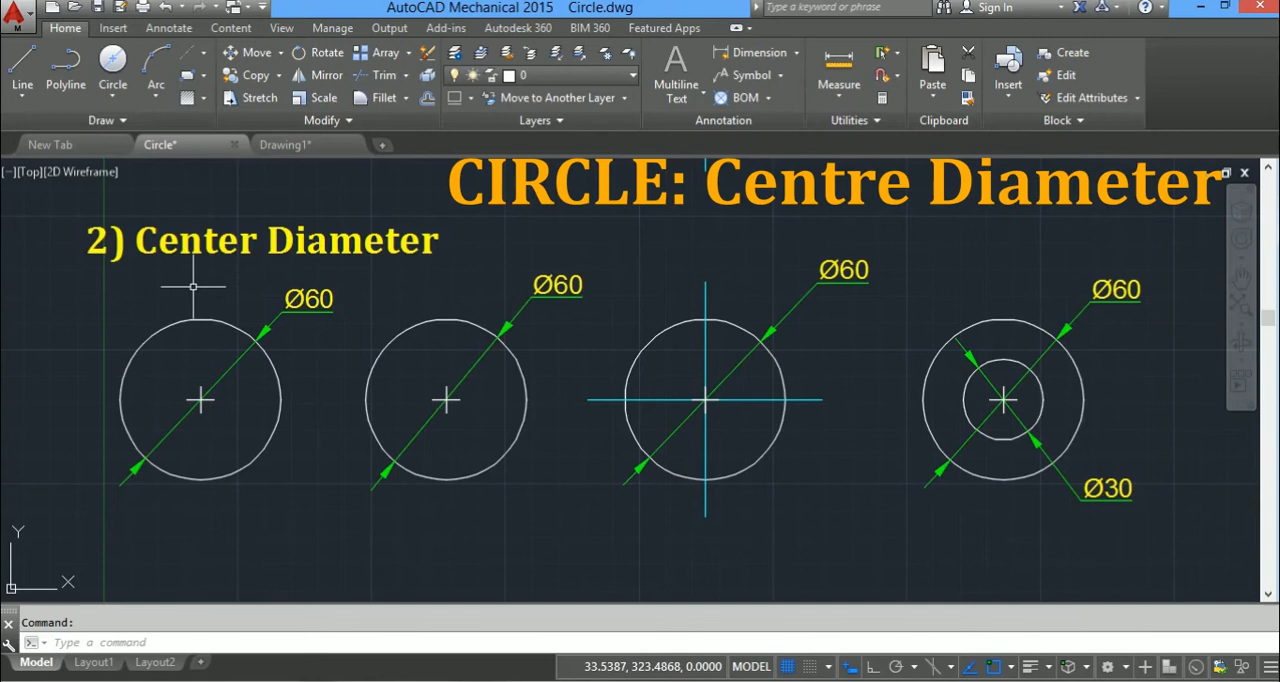 AutoCAD Mechanical 2015 Circle.dwg
Type a keyword or phrase
Sign In
Home Insert Annotate Content View Manage Output Add-ins Autodesk 360 BIM 360 Featured Apps
Line Polyline Circle Arc
Move Rotate Array
Copy Mirror Trim
Stretch Scale Fillet
0
Move to Another Layer
Multiline Text
Dimension
Symbol
BOM
Measure
Paste
Insert
Create
Edit
Edit Attributes
Draw Modify Layers Annotation Utilities Clipboard Block
New Tab Circle* Drawing1*
[−][Top][2D Wireframe]
CIRCLE: Centre Diameter
2) Center Diameter
Ø60 Ø60 Ø60 Ø60
Ø30
Y
X
Command:
Type a command
Model Layout1 Layout2
33.5387, 323.4868, 0.0000 MODEL